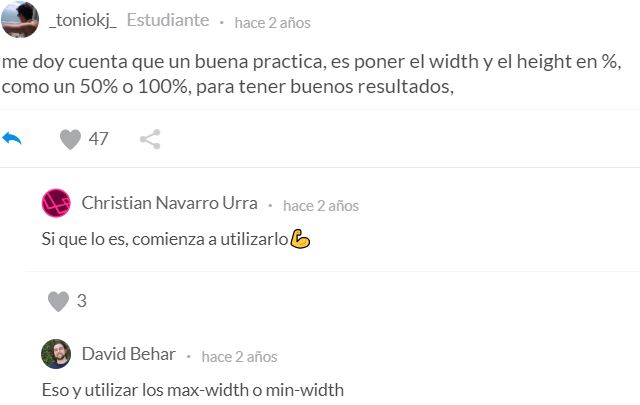 _toniokj_ Estudiante · hace 2 años
me doy cuenta que un buena practica, es poner el width y el height en %,
como un 50% o 100%, para tener buenos resultados,
47
Christian Navarro Urra · hace 2 años
Si que lo es, comienza a utilizarlo💪
3
David Behar · hace 2 años
Eso y utilizar los max-width o min-width